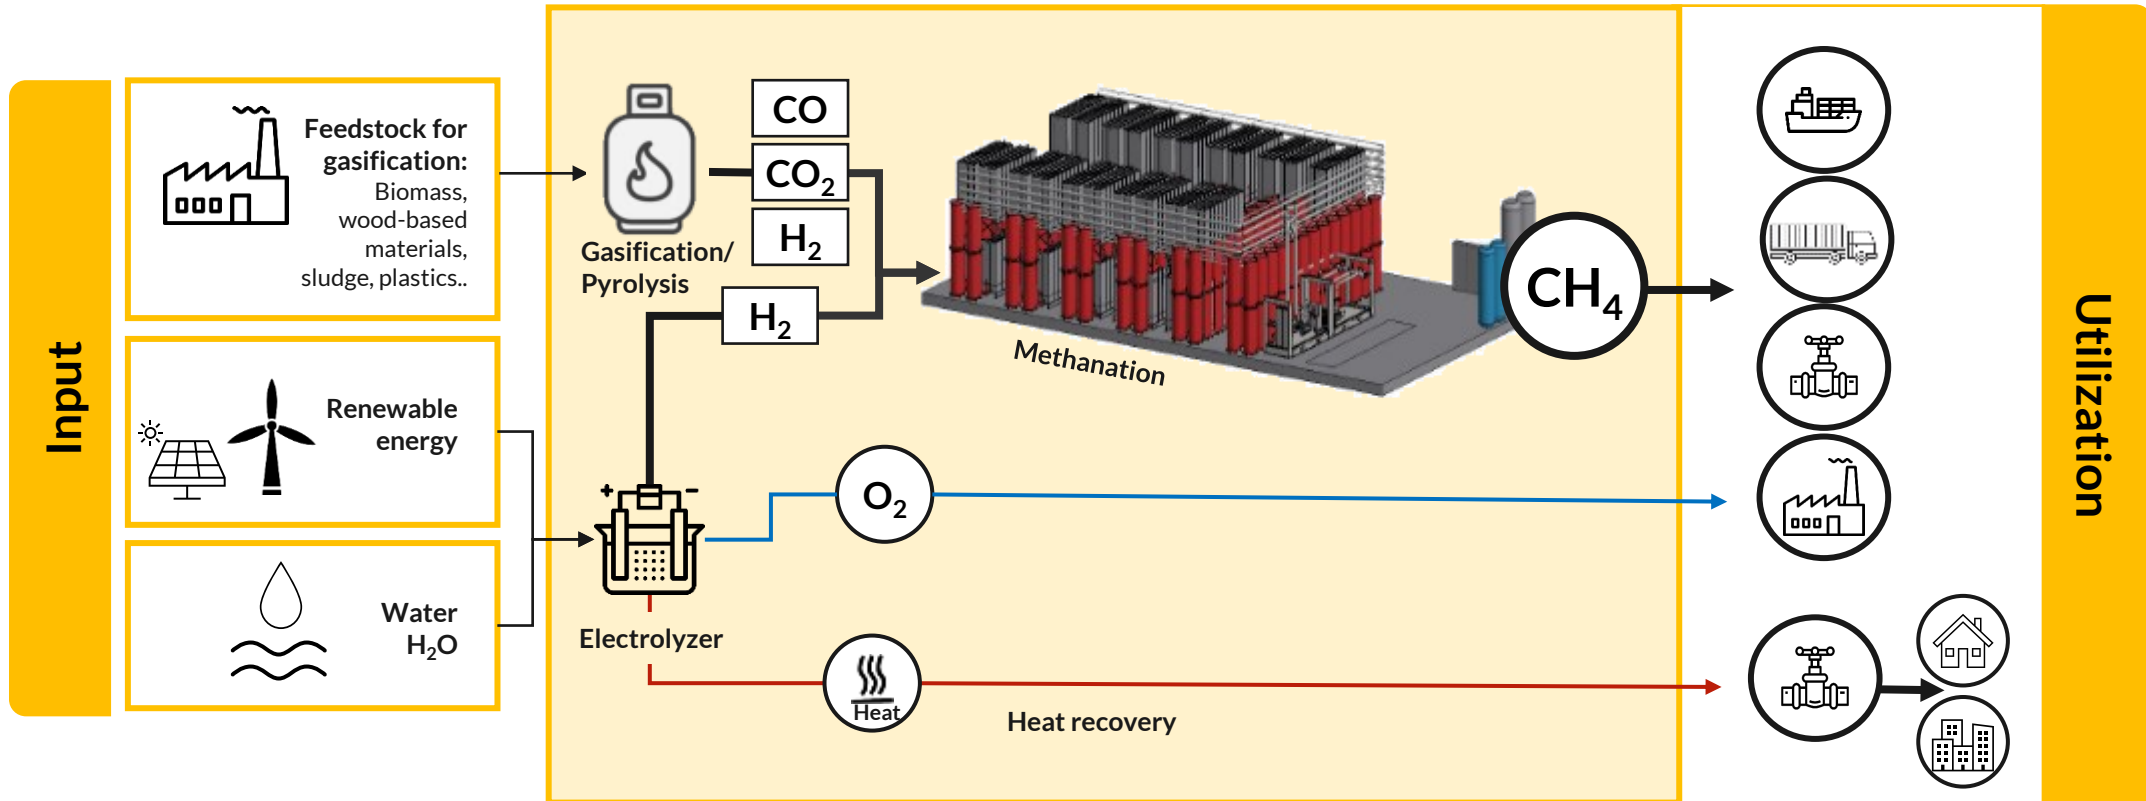 Input
Feedstock for
gasification:
Biomass,
wood-based
materials,
sludge, plastics..
Renewable
energy
Water
H₂O
Gasification/
Pyrolysis
CO
CO₂
H₂
H₂
Methanation
CH₄
+ −
Electrolyzer
O₂
Heat
Heat recovery
Utilization